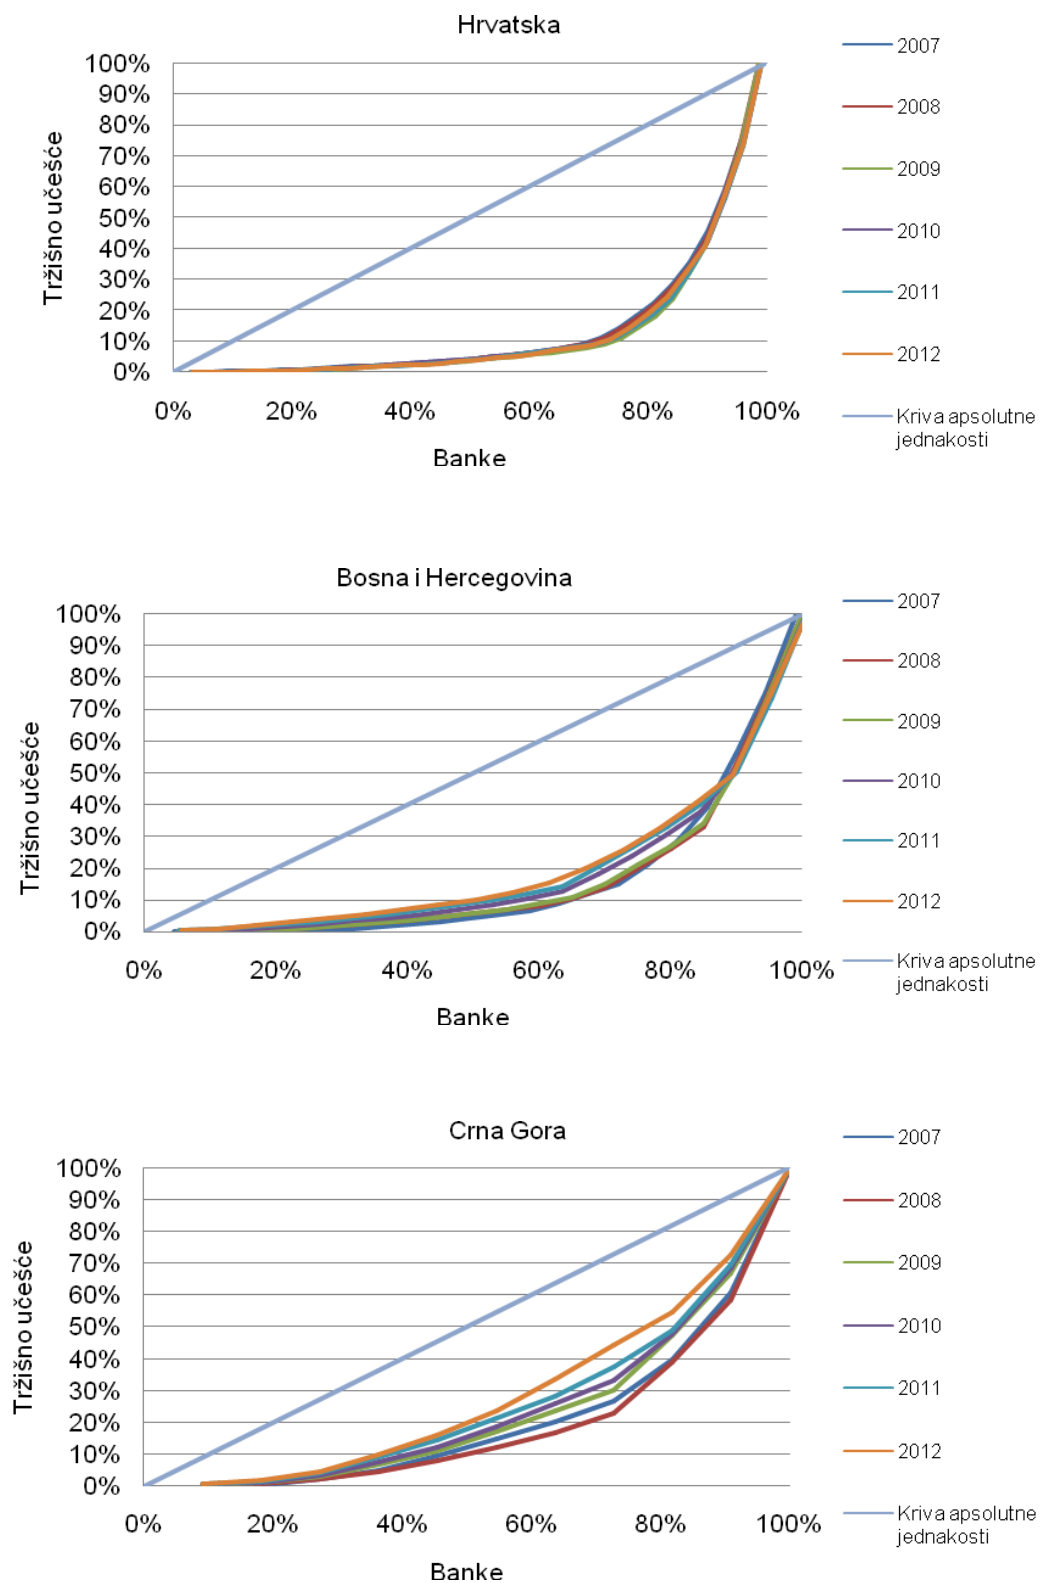 Hrvatska
100%
90%
80%
70%
60%
50%
40%
30%
20%
10%
0%
Tržišno učešće
0% 20% 40% 60% 80% 100%
Banke
2007
2008
2009
2010
2011
2012
Kriva apsolutne
jednakosti
Bosna i Hercegovina
100%
90%
80%
70%
60%
50%
40%
30%
20%
10%
0%
Tržišno učešće
0% 20% 40% 60% 80% 100%
Banke
2007
2008
2009
2010
2011
2012
Kriva apsolutne
jednakosti
Crna Gora
100%
90%
80%
70%
60%
50%
40%
30%
20%
10%
0%
Tržišno učešće
0% 20% 40% 60% 80% 100%
Banke
2007
2008
2009
2010
2011
2012
Kriva apsolutne
jednakosti